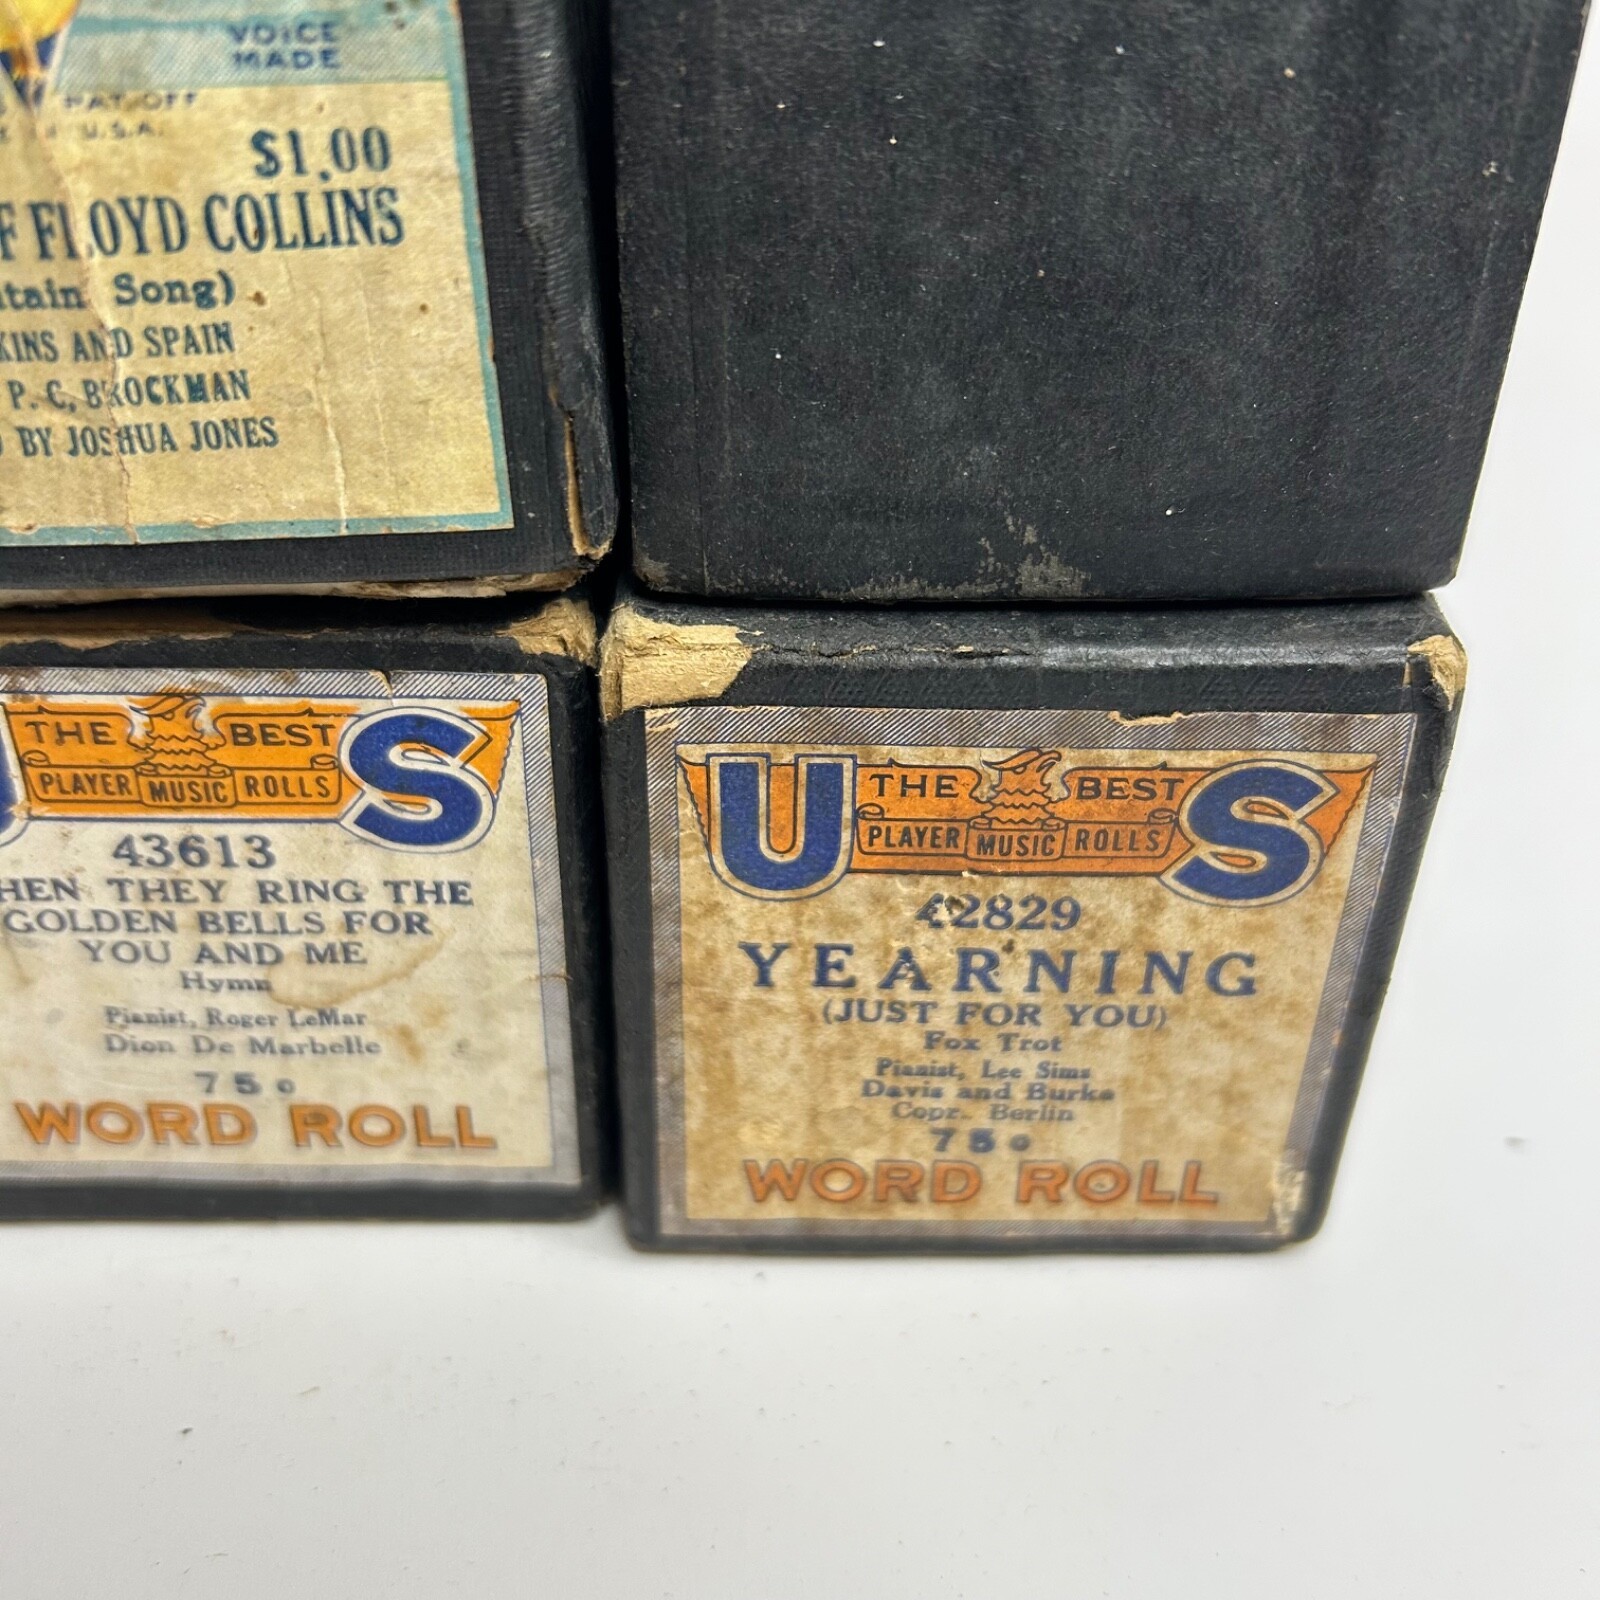 VOICE
MADE
PAT. OFF
U.S.A.
$1.00
F FLOYD COLLINS
tain Song)
KINS AND SPAIN
P. C. BROCKMAN
BY JOSHUA JONES
THE BEST S
PLAYER MUSIC ROLLS
43613
HEN THEY RING THE
GOLDEN BELLS FOR
YOU AND ME
Hymn
Pianist, Roger LeMar
Dion De Marbelle
75c
WORD ROLL
U THE BEST S
PLAYER MUSIC ROLLS
42829
YEARNING
(JUST FOR YOU)
Fox Trot
Pianist, Lee Sims
Davis and Burke
Copr. Berlin
75c
WORD ROLL